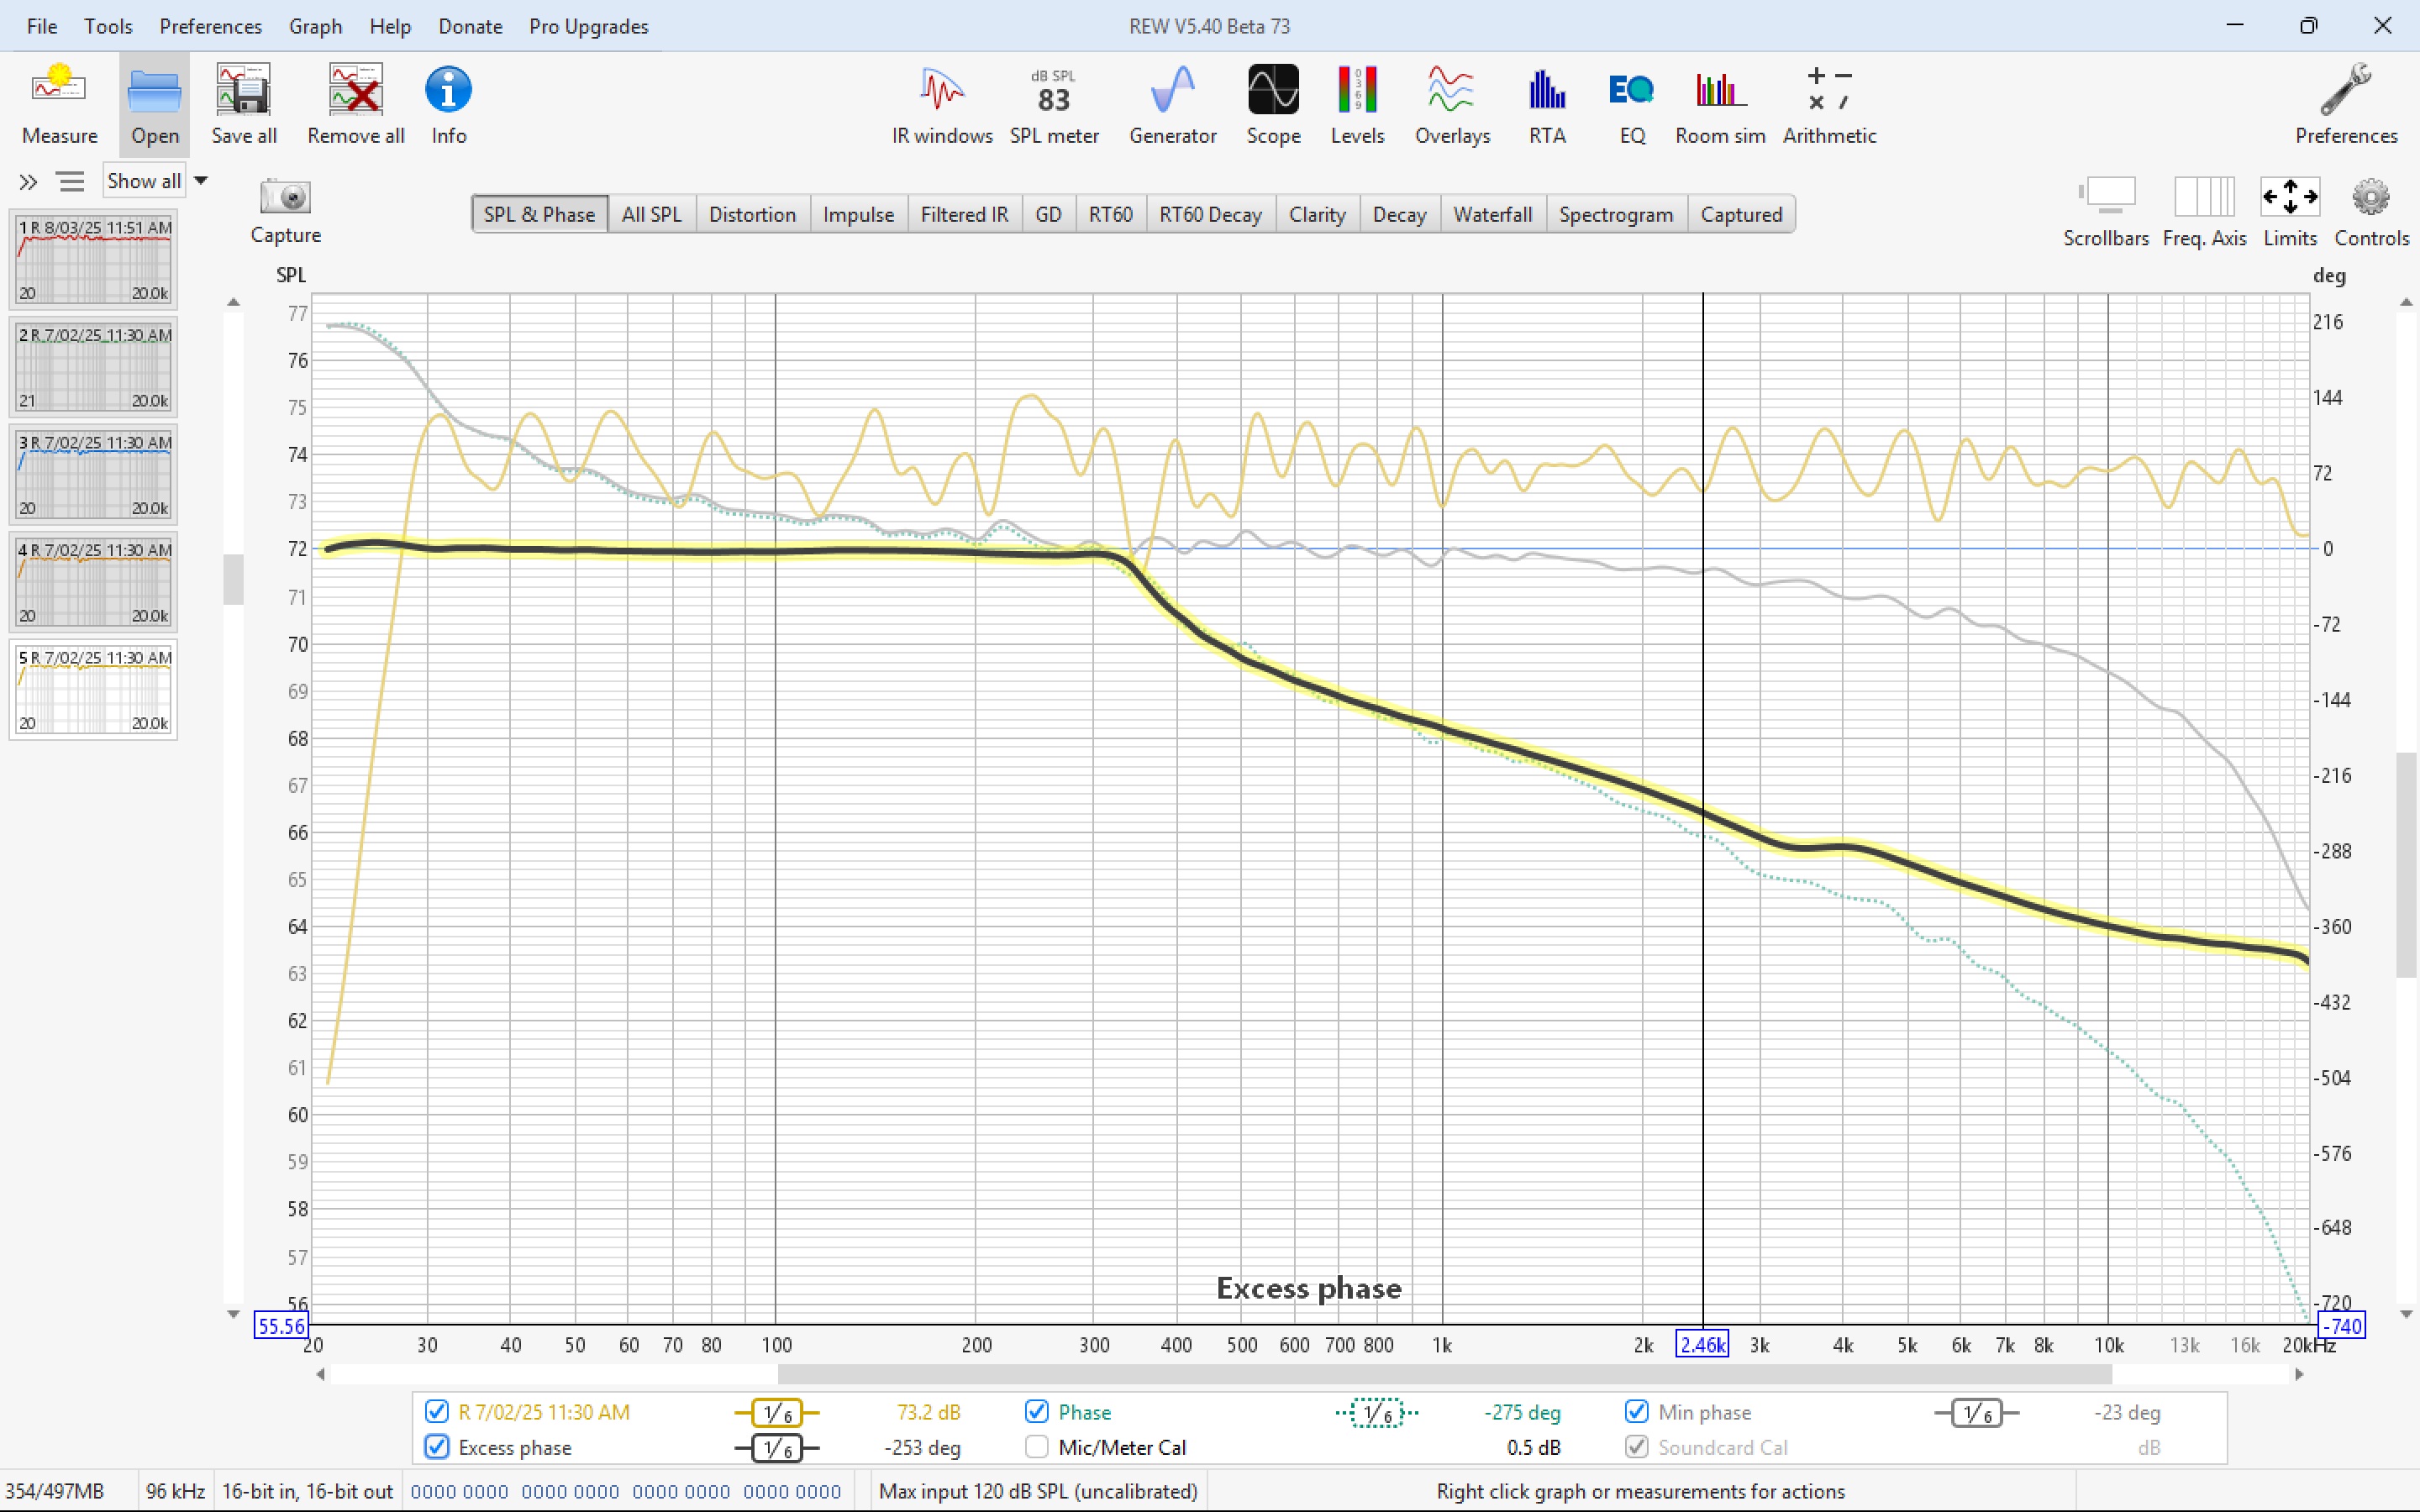 File Tools Preferences Graph Help Donate Pro Upgrades
REW V5.40 Beta 73
Measure Open Save all Remove all Info
dB SPL
83
EQ
IR windows SPL meter Generator Scope Levels Overlays RTA EQ Room sim Arithmetic
Preferences
Show all
Capture
SPL & Phase All SPL Distortion Impulse Filtered IR GD RT60 RT60 Decay Clarity Decay Waterfall Spectrogram Captured
Scrollbars Freq. Axis Limits Controls
1 R 8/03/25 11:51 AM
20 20.0k
2 R 7/02/25 11:30 AM
21 20.0k
3 R 7/02/25 11:30 AM
20 20.0k
4 R 7/02/25 11:30 AM
20 20.0k
5 R 7/02/25 11:30 AM
20 20.0k
SPL
77
76
75
74
73
72
71
70
69
68
67
66
65
64
63
62
61
60
59
58
57
56
55.56
deg
216
144
72
0
-72
-144
-216
-288
-360
-432
-504
-576
-648
-720
-740
Excess phase
20 30 40 50 60 70 80 100 200 300 400 500 600 700 800 1k 2k 2.46k 3k 4k 5k 6k 7k 8k 10k 13k 16k 20kHz
R 7/02/25 11:30 AM 1/6 73.2 dB Phase 1/6 -275 deg Min phase 1/6 -23 deg
Excess phase 1/6 -253 deg Mic/Meter Cal 0.5 dB Soundcard Cal dB
354/497MB 96 kHz 16-bit in, 16-bit out 0000 0000 0000 0000 0000 0000 0000 0000 Max input 120 dB SPL (uncalibrated) Right click graph or measurements for actions